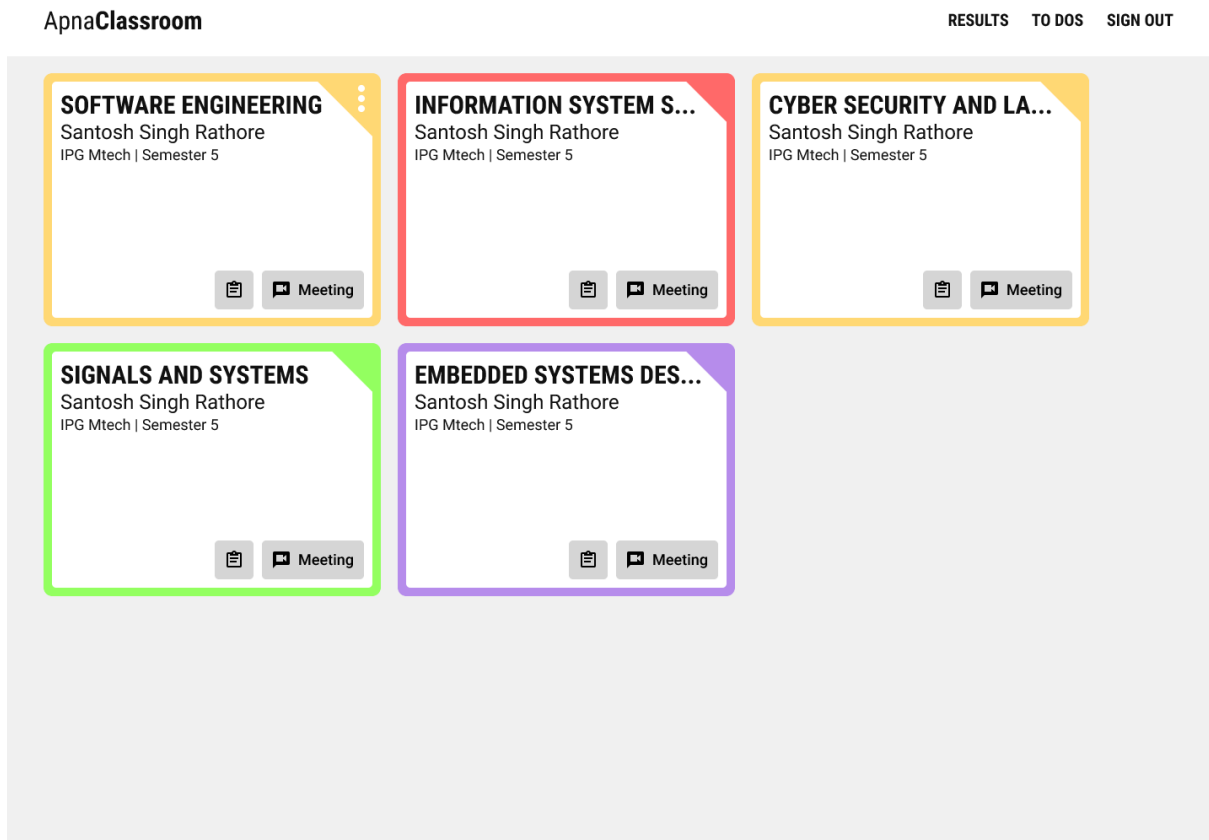 ApnaClassroom
RESULTS TO DOS SIGN OUT
SOFTWARE ENGINEERING
Santosh Singh Rathore
IPG Mtech | Semester 5
Meeting
INFORMATION SYSTEM S...
Santosh Singh Rathore
IPG Mtech | Semester 5
Meeting
CYBER SECURITY AND LA...
Santosh Singh Rathore
IPG Mtech | Semester 5
Meeting
SIGNALS AND SYSTEMS
Santosh Singh Rathore
IPG Mtech | Semester 5
Meeting
EMBEDDED SYSTEMS DES...
Santosh Singh Rathore
IPG Mtech | Semester 5
Meeting